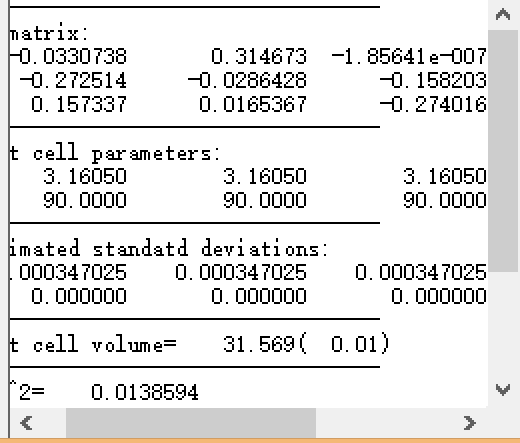 matrix:
-0.0330738 0.314673 -1.85641e-007
-0.272514 -0.0286428 -0.158203
0.157337 0.0165367 -0.274016
t cell parameters:
3.16050 3.16050 3.16050
90.0000 90.0000 90.0000
imated standatd deviations:
.000347025 0.000347025 0.000347025
0.000000 0.000000 0.000000
t cell volume= 31.569( 0.01)
^2= 0.0138594